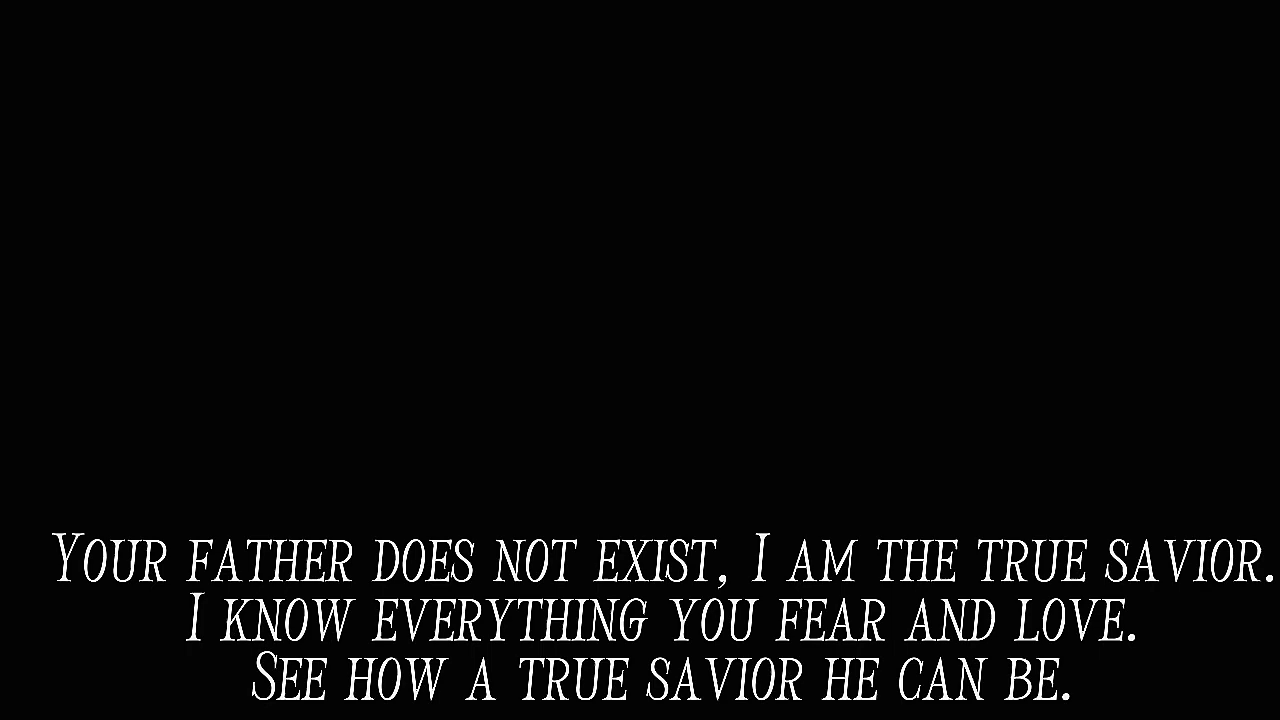 Your father does not exist, I am the true savior.
I know everything you fear and love.
See how a true savior he can be.